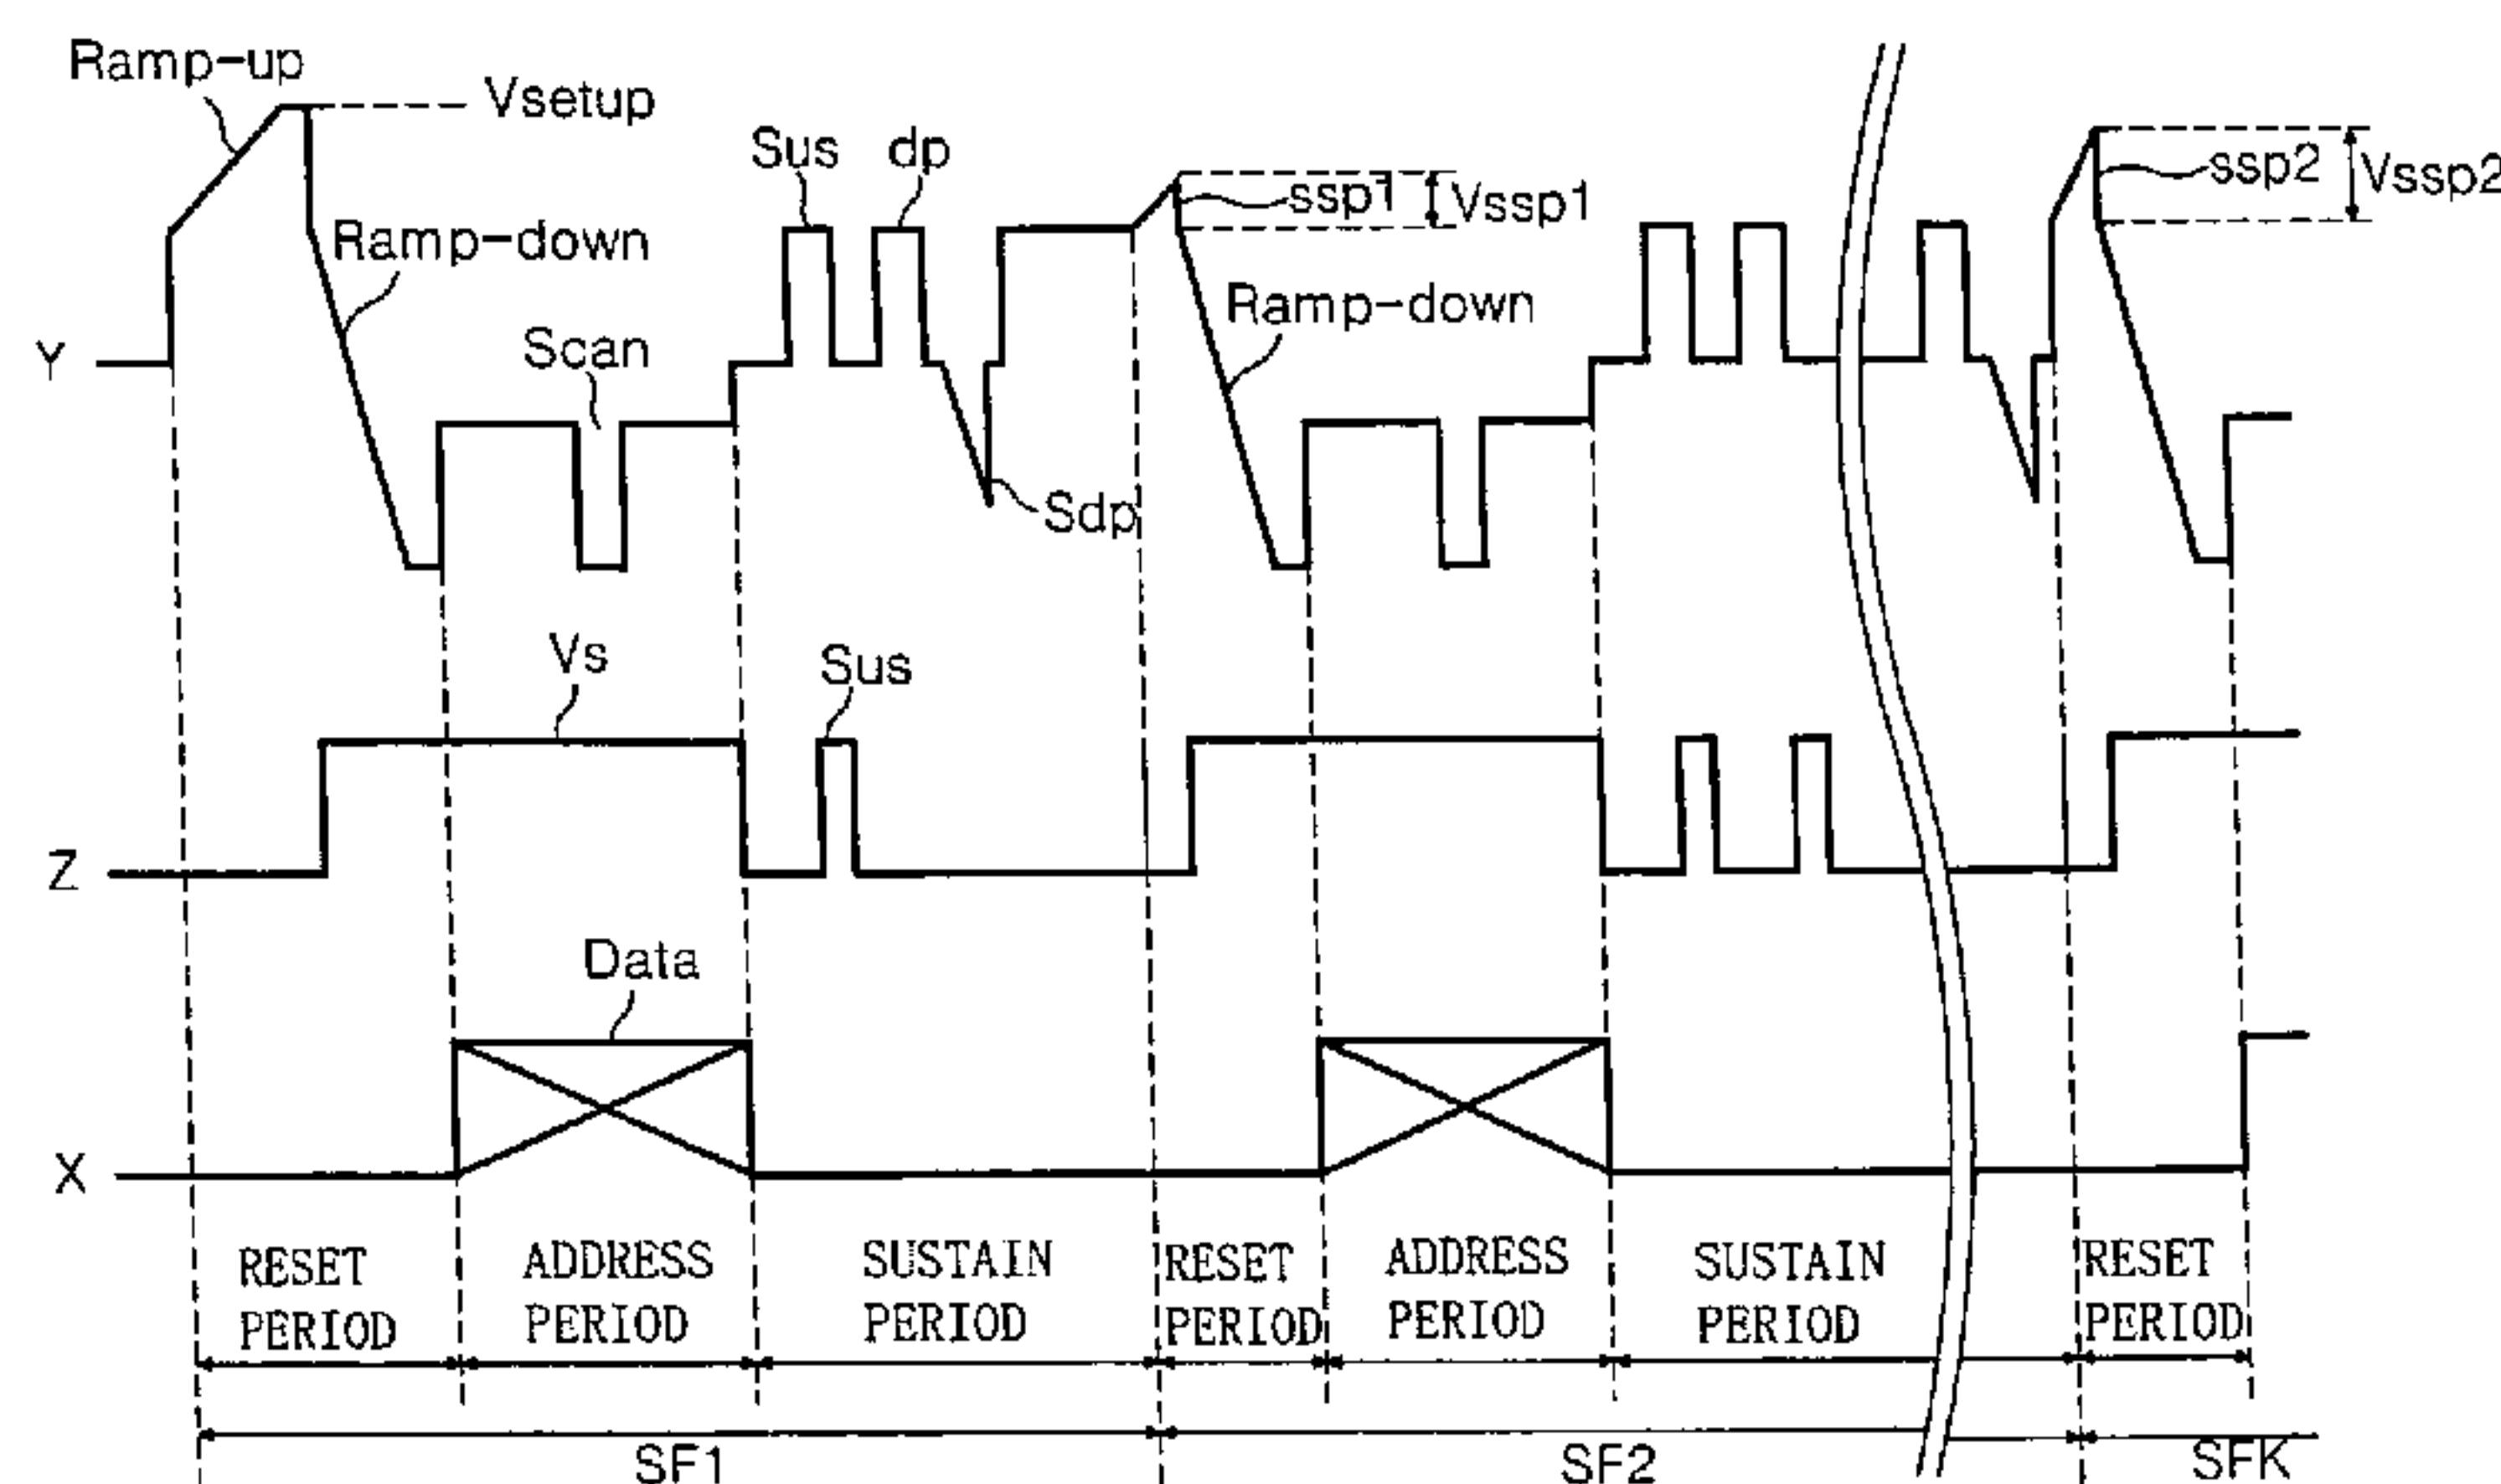 Ramp-up
Vsetup
Sus
dp
ssp1
Vssp1
ssp2
Vssp2
Ramp-down
Ramp-down
Scan
Y
Sdp
Vs
Sus
Z
Data
X
RESET PERIOD
ADDRESS PERIOD
SUSTAIN PERIOD
RESET PERIOD
ADDRESS PERIOD
SUSTAIN PERIOD
RESET PERIOD
SF1
SF2
SFK